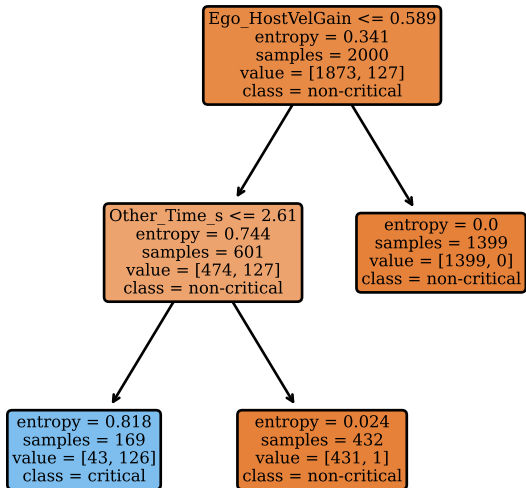 Ego_HostVelGain <= 0.589
entropy = 0.341
samples = 2000
value = [1873, 127]
class = non-critical
Other_Time_s <= 2.61
entropy = 0.744
samples = 601
value = [474, 127]
class = non-critical
entropy = 0.0
samples = 1399
value = [1399, 0]
class = non-critical
entropy = 0.818
samples = 169
value = [43, 126]
class = critical
entropy = 0.024
samples = 432
value = [431, 1]
class = non-critical